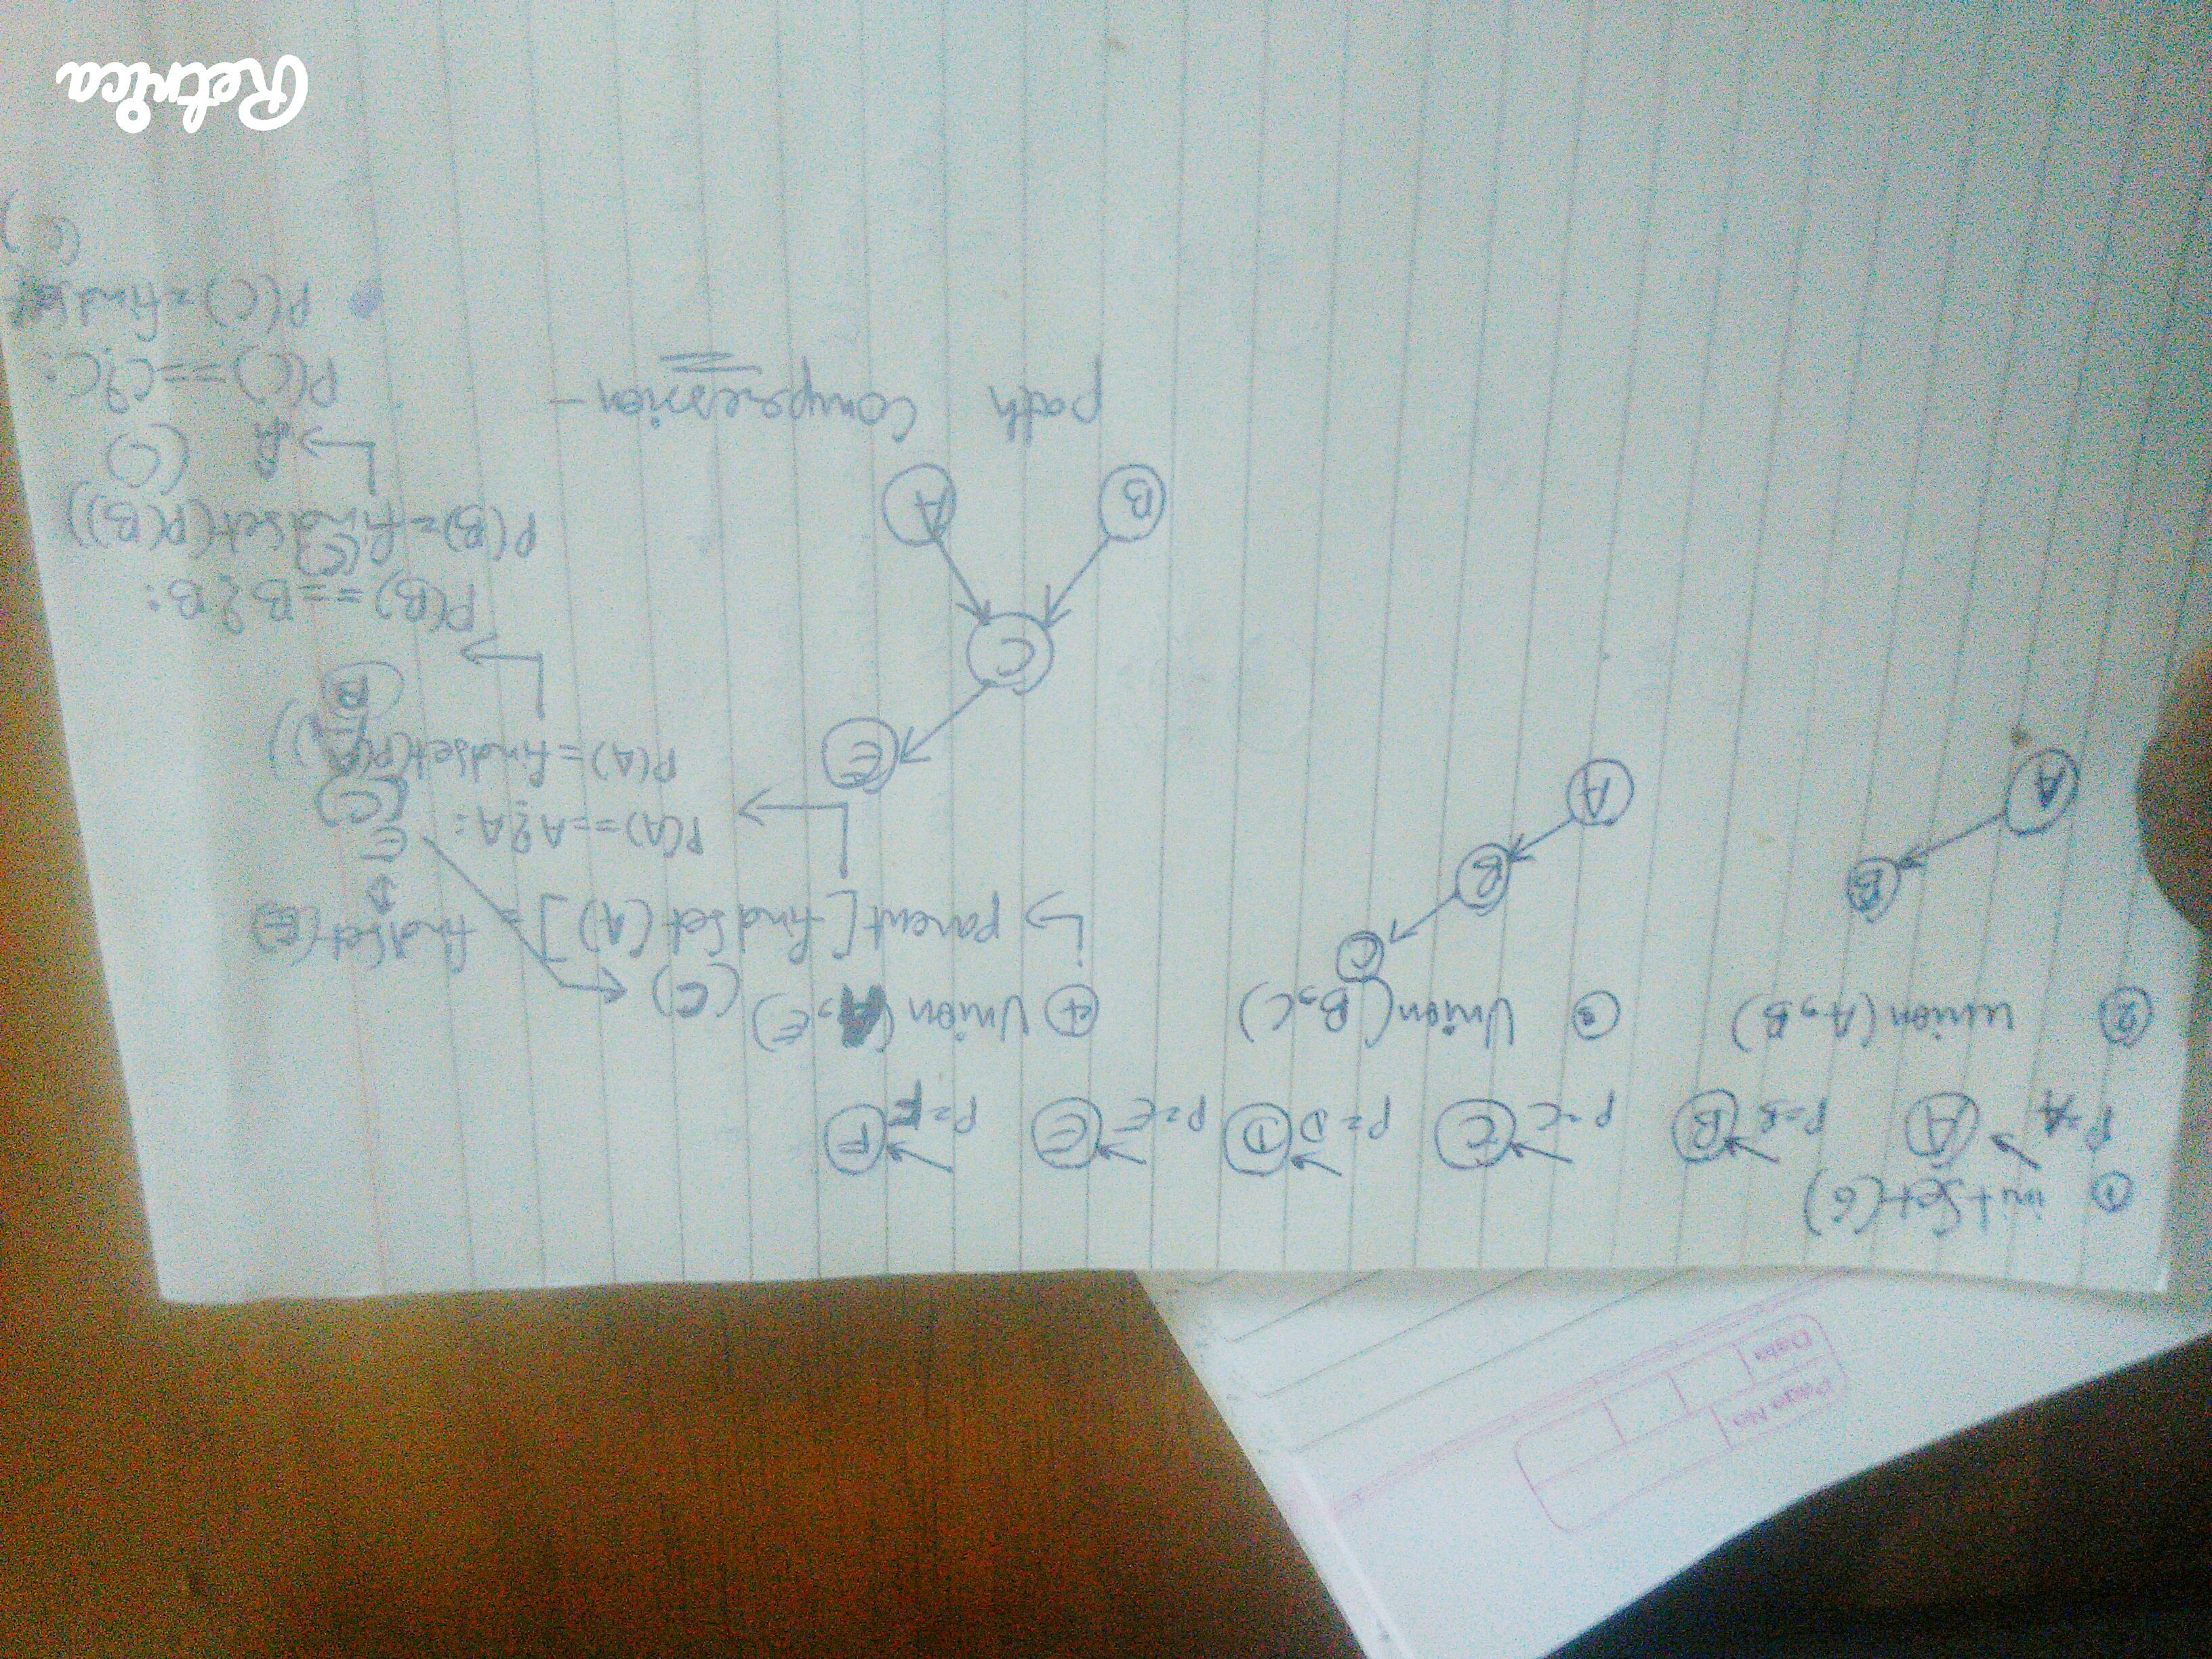 Page No.
Date
① initSet(6)
P=A A P=B B P=C C P=D D P=E E P=F F
② union(A,B) ③ Union(B,C) ④ Union(A,E)
(C)
A B
A B C
parent[findSet(A)] = findSet(E)
E
P(A)==A?A:
(C)
P(A)=findset(P(A))
B
E
C
B A
P(B)==B?B:
(C)
P(B)=findSet(P(B))
(C)
P(C)==C?C:
P(C)=findSet
path Compression-
Retrica